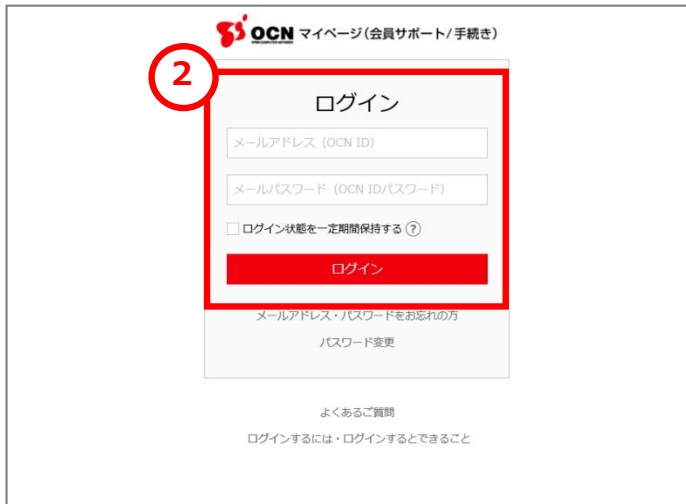 OCN マイページ(会員サポート/手続き)
2
ログイン
メールアドレス (OCN ID)
メールパスワード (OCN IDパスワード)
ログイン状態を一定期間保持する ?
ログイン
メールアドレス・パスワードをお忘れの方
パスワード変更
よくあるご質問
ログインするには・ログインするとできること